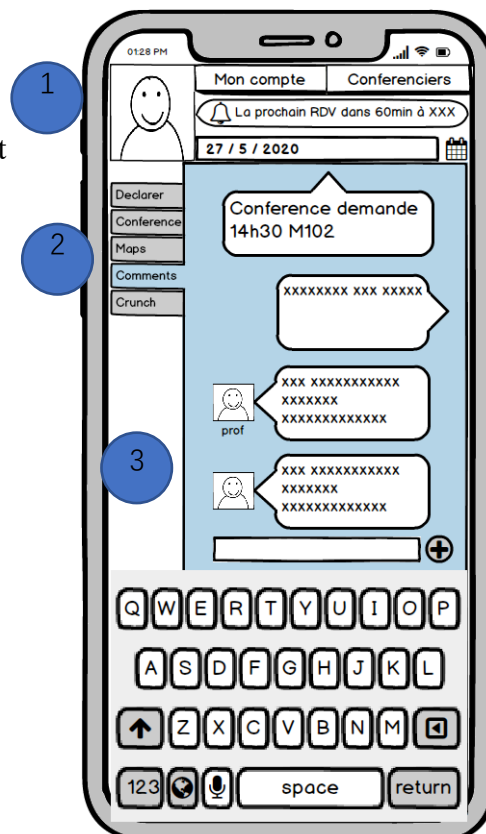 01:28 PM
1
Mon compte
Conferenciers
La prochain RDV dans 60min à XXX
t
27 / 5 / 2020
Declarer
Conference
2
Maps
Comments
Crunch
Conference demande
14h30 M102
xxxxxxxx xxx xxxxx
xxx xxxxxxxxxxx
xxxxxxx
xxxxxxxxxxxxx
prof
3
xxx xxxxxxxxxxx
xxxxxxx
xxxxxxxxxxxxx
Q W E R T Y U I O P
A S D F G H J K L
Z X C V B N M
123 space return